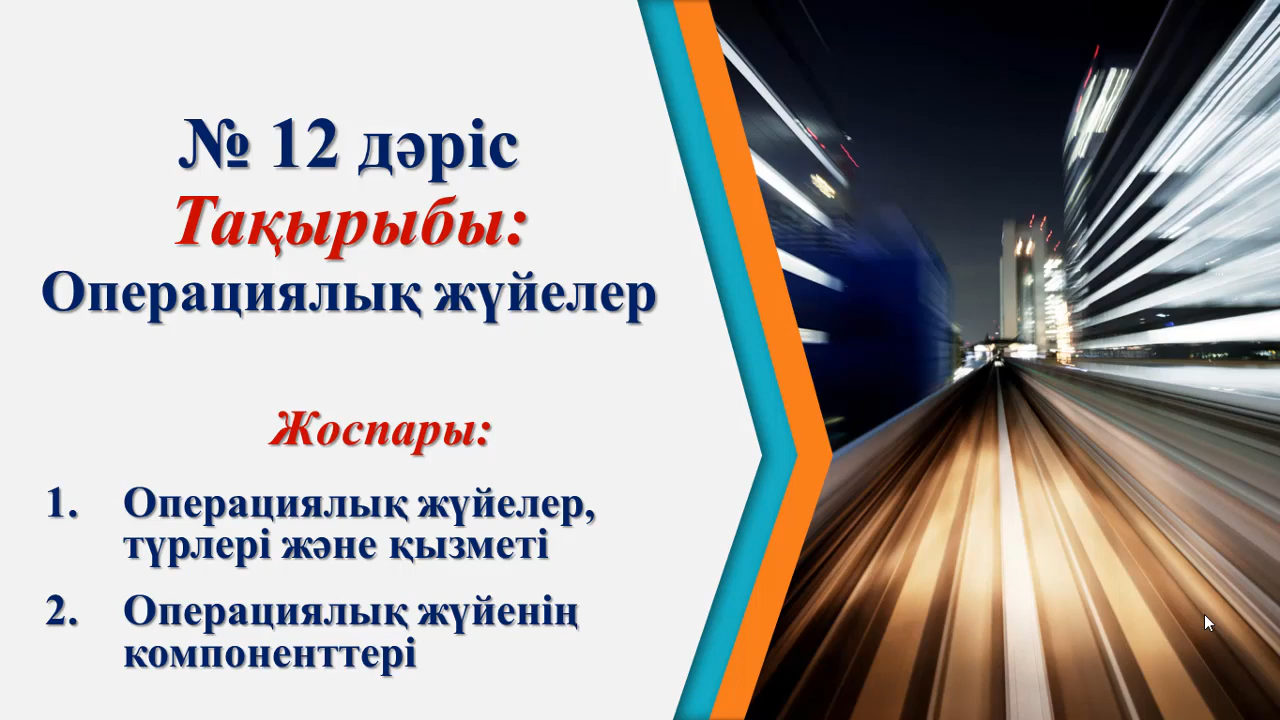 № 12 дәріс
Тақырыбы:
Операциялық жүйелер
Жоспары:
1. Операциялық жүйелер,
түрлері және қызметі
2. Операциялық жүйенің
компоненттері